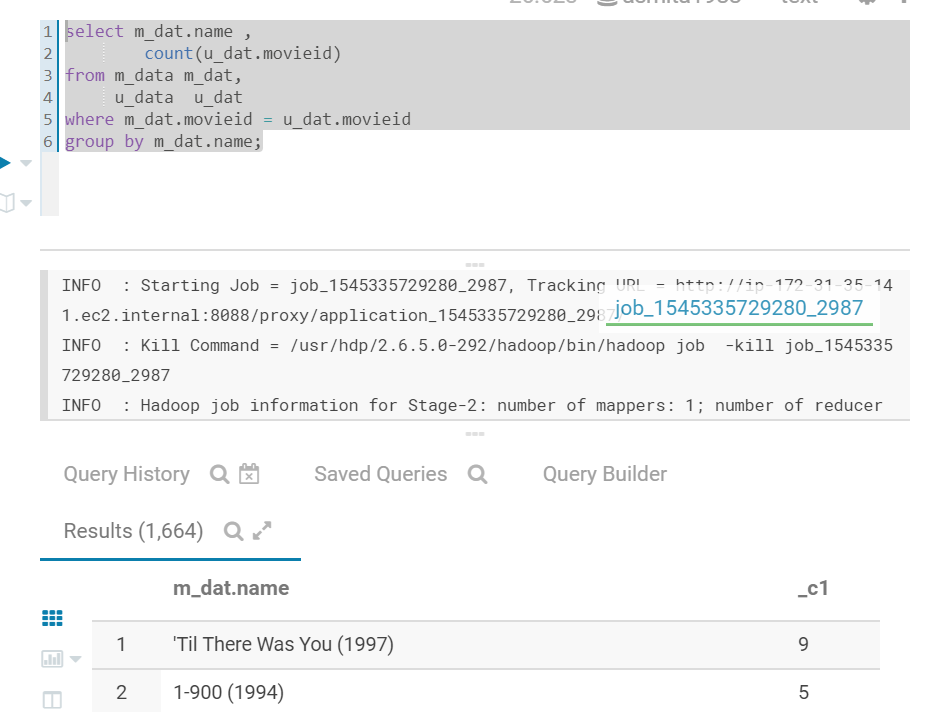 1 select m_dat.name ,
2 count(u_dat.movieid)
3 from m_data m_dat,
4 u_data u_dat
5 where m_dat.movieid = u_dat.movieid
6 group by m_dat.name;
INFO : Starting Job = job_1545335729280_2987, Tracking URL = http://ip-172-31-35-14
1.ec2.internal:8088/proxy/application_1545335729280_2987
job_1545335729280_2987
INFO : Kill Command = /usr/hdp/2.6.5.0-292/hadoop/bin/hadoop job -kill job_1545335
729280_2987
INFO : Hadoop job information for Stage-2: number of mappers: 1; number of reducer
Query History Saved Queries Query Builder
Results (1,664)
m_dat.name _c1
1 'Til There Was You (1997) 9
2 1-900 (1994) 5